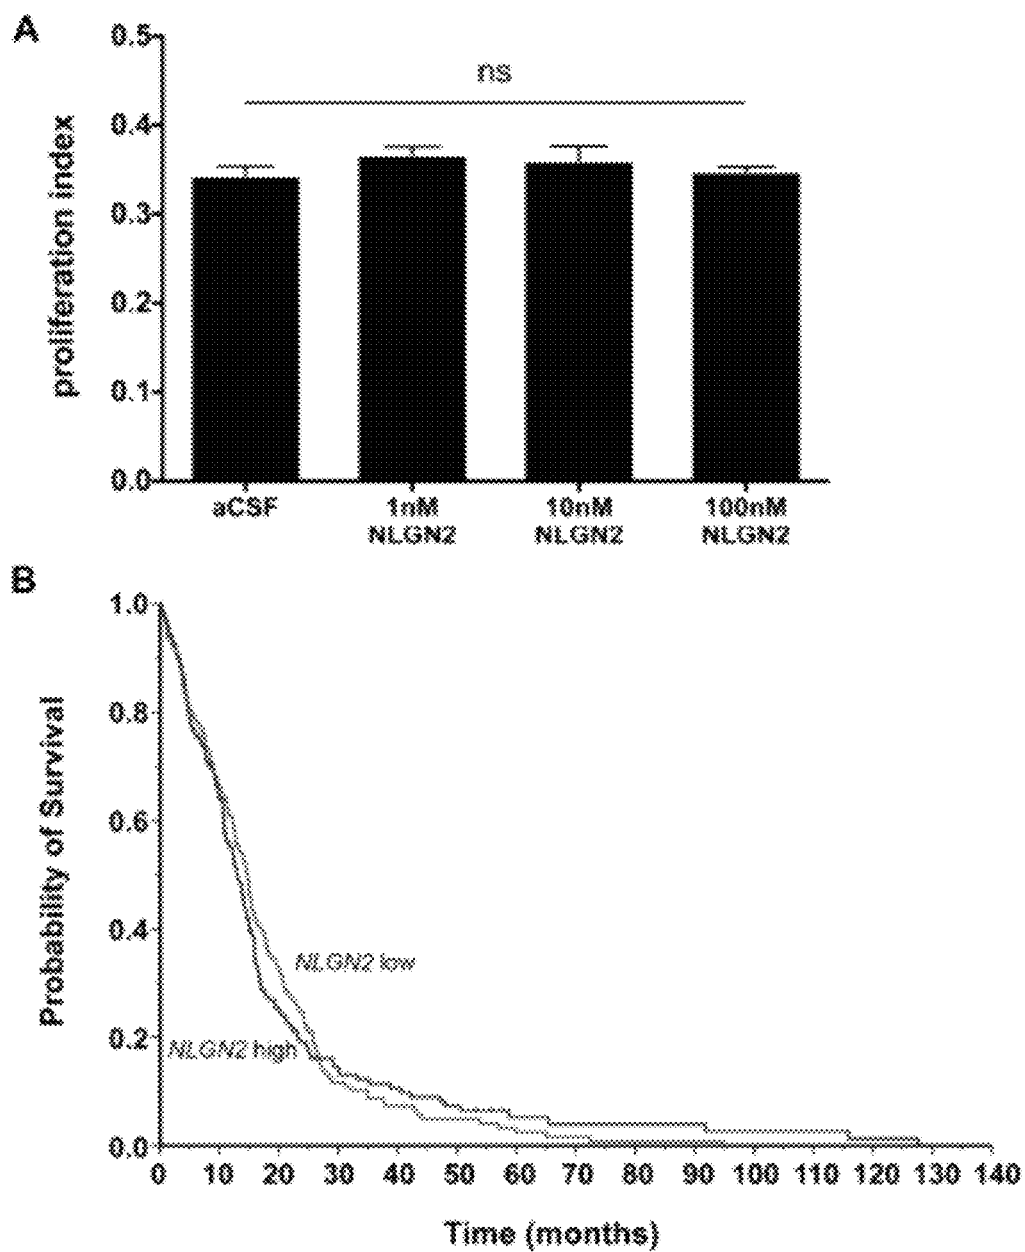 A
0.5
ns
0.4
0.3
0.2
0.1
0.0
proliferation index
aCSF 1nM NLGN2 10nM NLGN2 100nM NLGN2
B
1.0
0.8
0.6
0.4
0.2
0.0
Probability of Survival
NLGN2 low
NLGN2 high
0 10 20 30 40 50 60 70 80 90 100 110 120 130 140
Time (months)